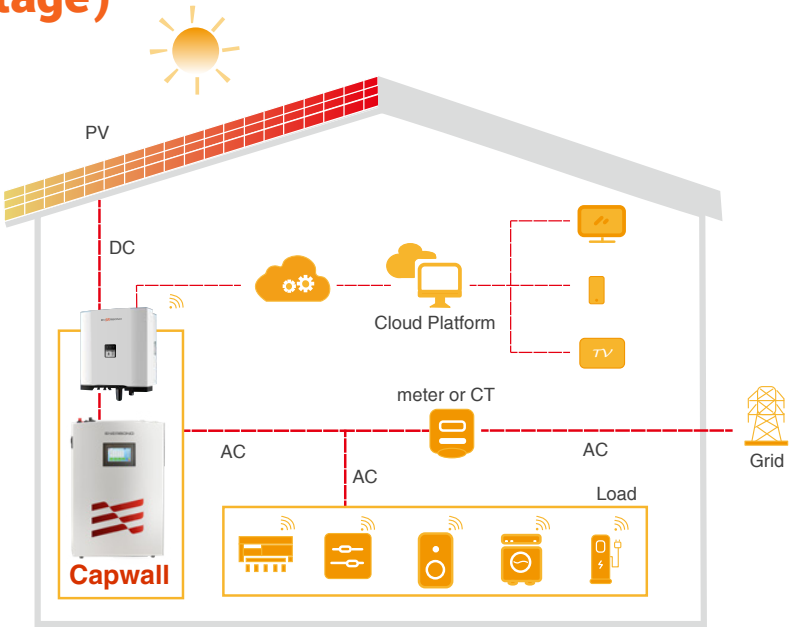 tage)
PV
DC
Cloud Platform
TV
meter or CT
AC
AC
AC
Grid
Load
Capwall